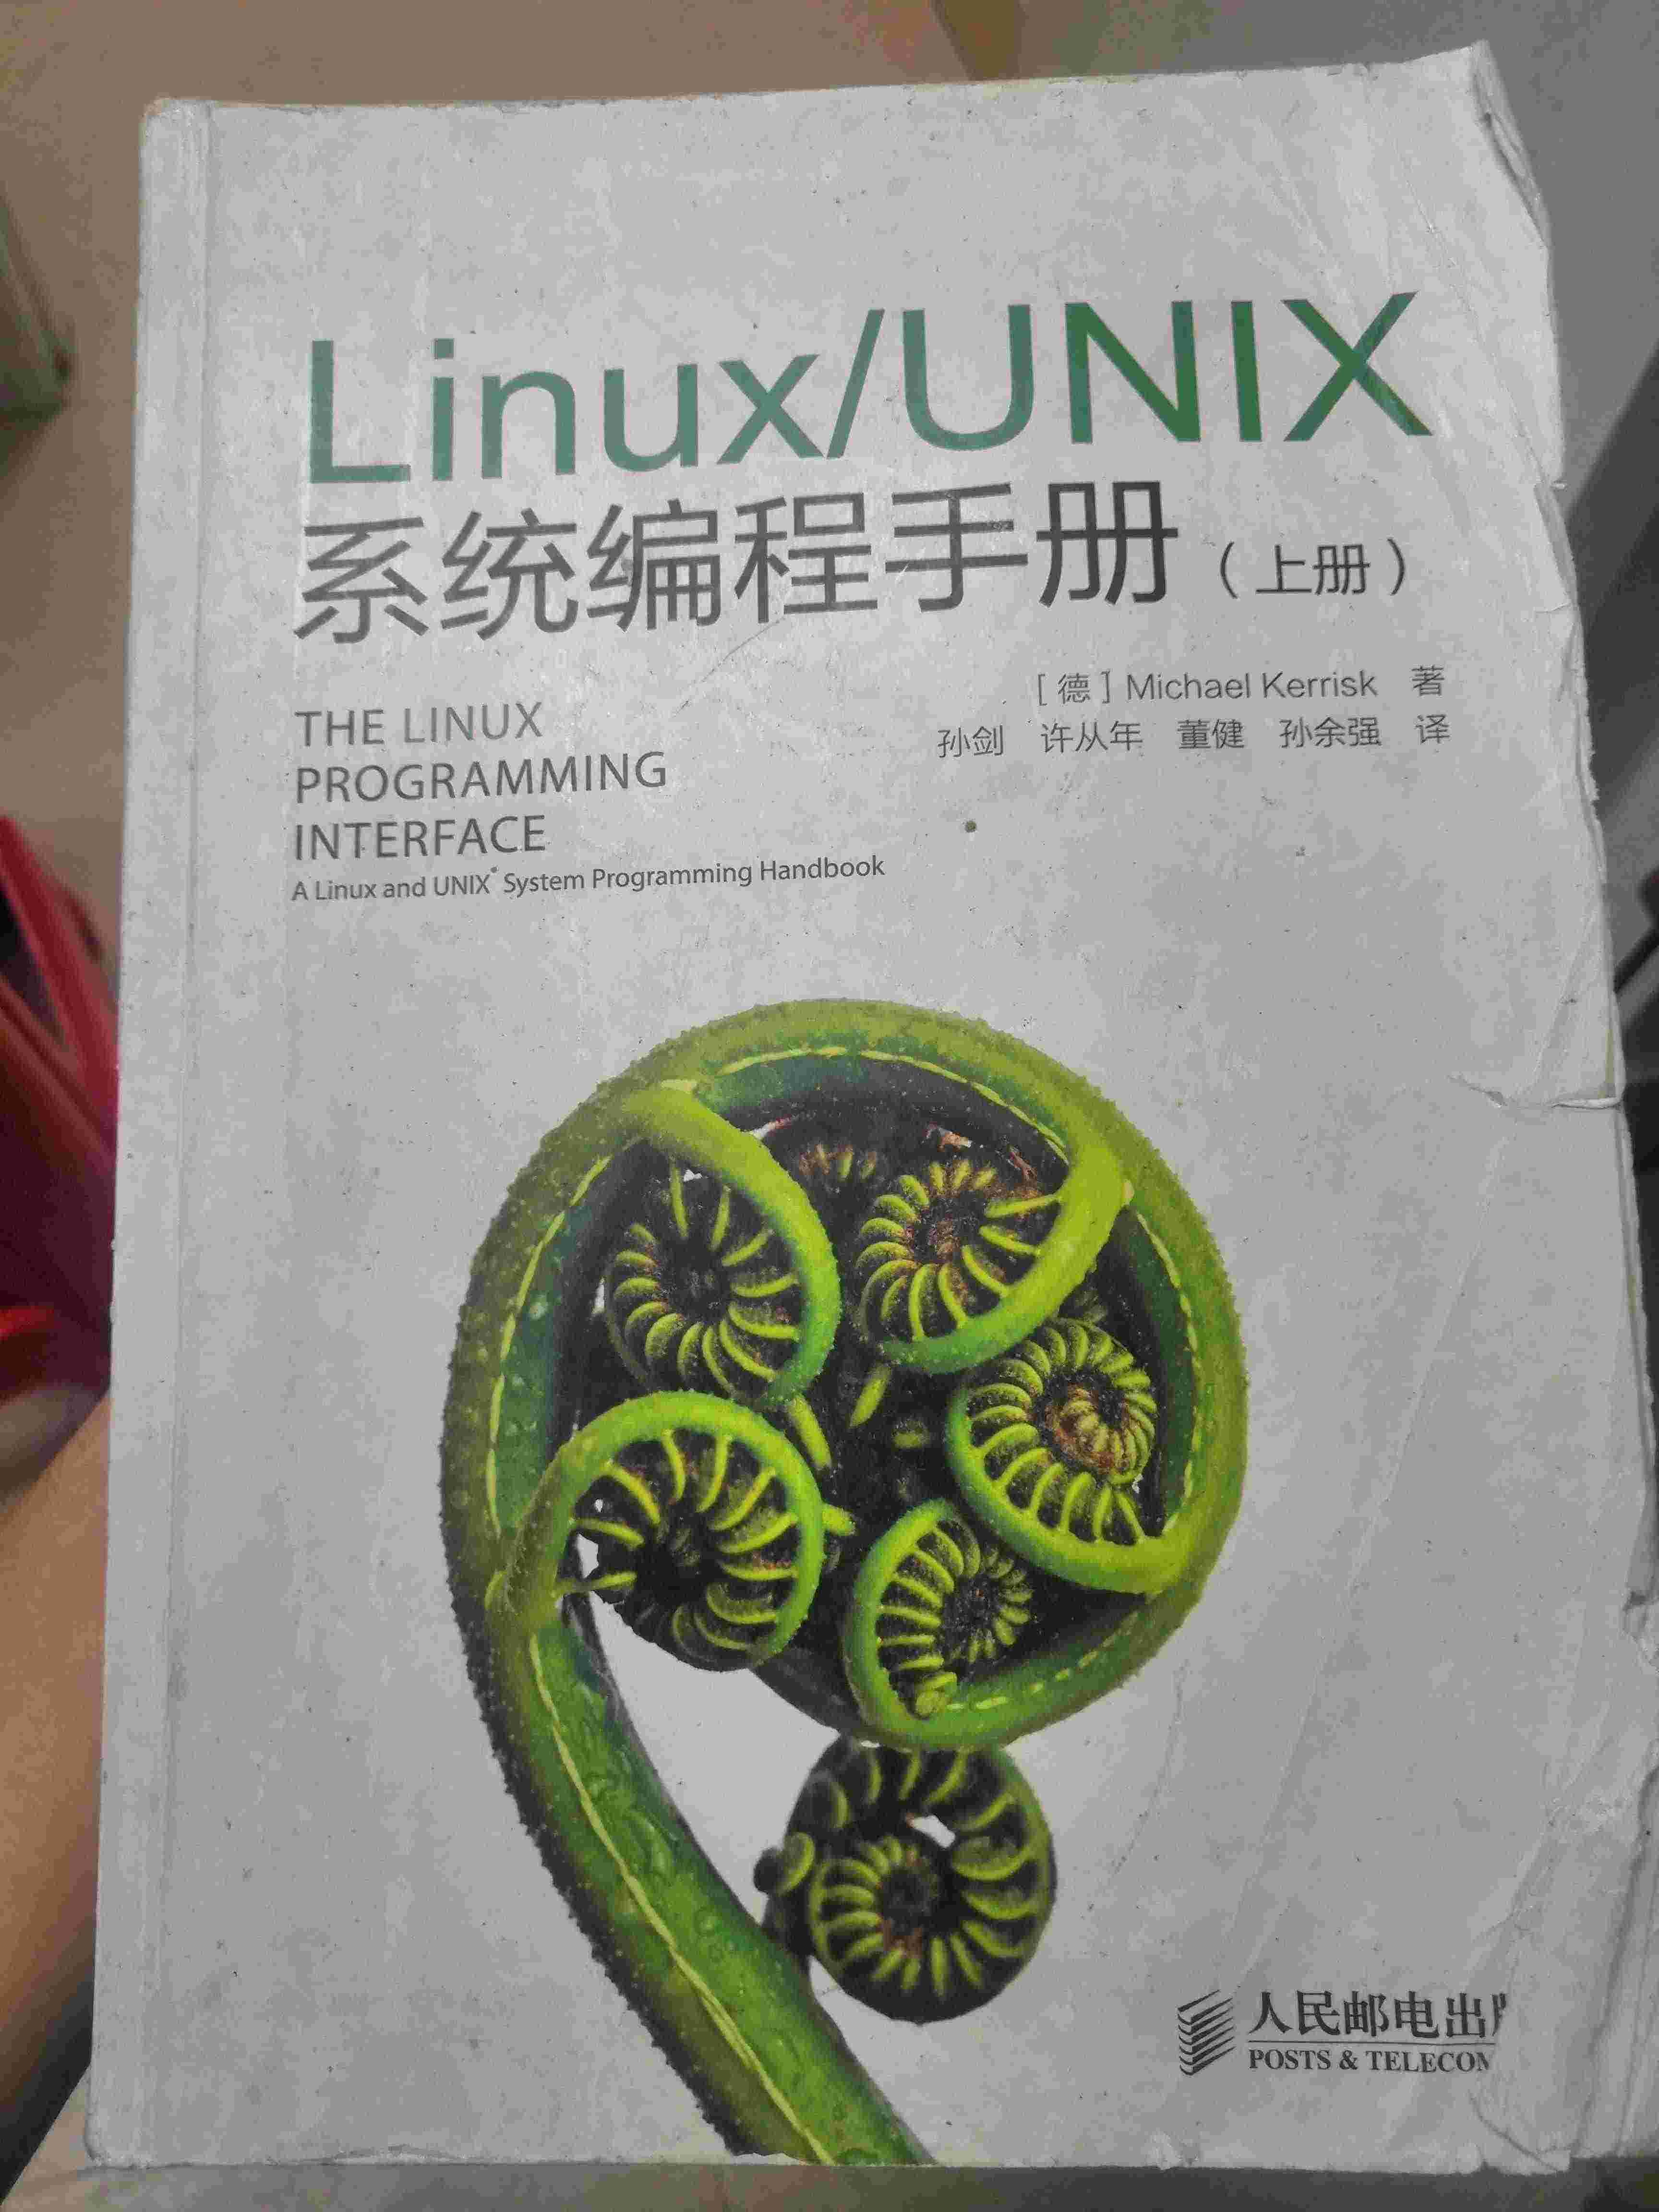 Linux/UNIX
系统编程手册（上册）
[德] Michael Kerrisk 著
孙剑 许从年 董健 孙余强 译
THE LINUX
PROGRAMMING
INTERFACE
A Linux and UNIX® System Programming Handbook
人民邮电出
POSTS & TELECOM